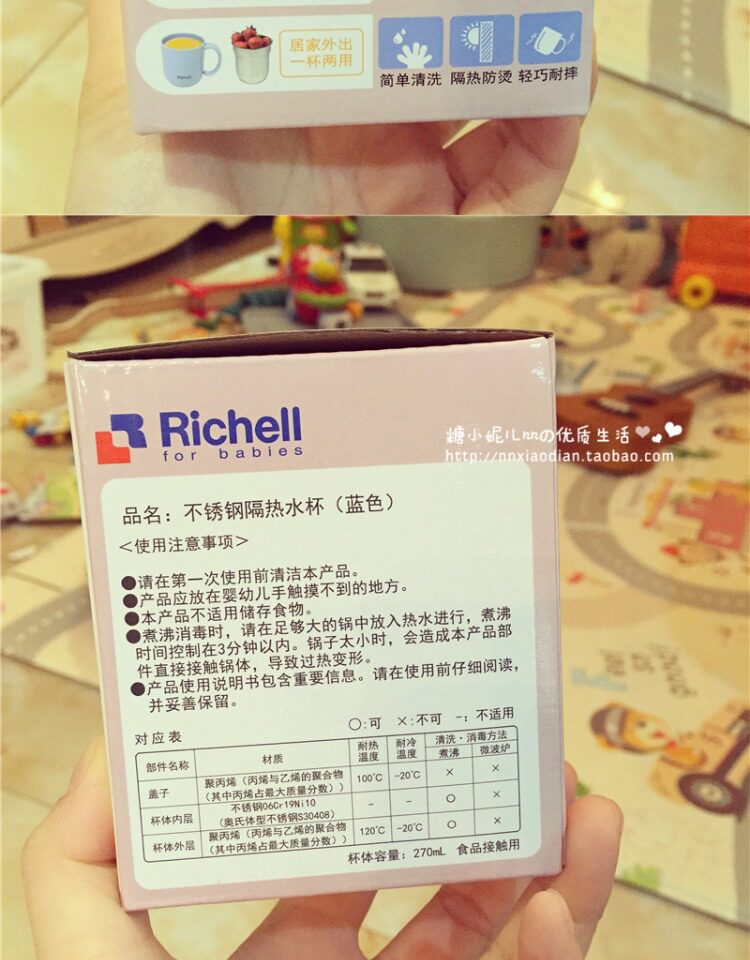 Richell
居家外出
一杯两用
简单清洗 隔热防烫 轻巧耐摔
Richell
for babies
糖小妮儿nnの优质生活
http://nnxiaodian.taobao.com
品名：不锈钢隔热水杯（蓝色）
＜使用注意事项＞
●请在第一次使用前清洁本产品。
●产品应放在婴幼儿手触摸不到的地方。
●本产品不适用储存食物。
●煮沸消毒时，请在足够大的锅中放入热水进行，煮沸
时间控制在3分钟以内。锅子太小时，会造成本产品部
件直接接触锅体，导致过热变形。
●产品使用说明书包含重要信息。请在使用前仔细阅读，
并妥善保留。
○:可 ×:不可 -: 不适用
对应表
部件名称 材质 耐热温度 耐冷温度 清洗·消毒方法 煮沸 微波炉
盖子 聚丙烯（丙烯与乙烯的聚合物（其中丙烯占最大质量分数）） 100℃ -20℃ × ×
杯体内层 不锈钢06Cr19Ni10（奥氏体型不锈钢S30408） - - ○ ×
杯体外层 聚丙烯（丙烯与乙烯的聚合物（其中丙烯占最大质量分数）） 120℃ -20℃ ○ ×
杯体容量: 270mL 食品接触用